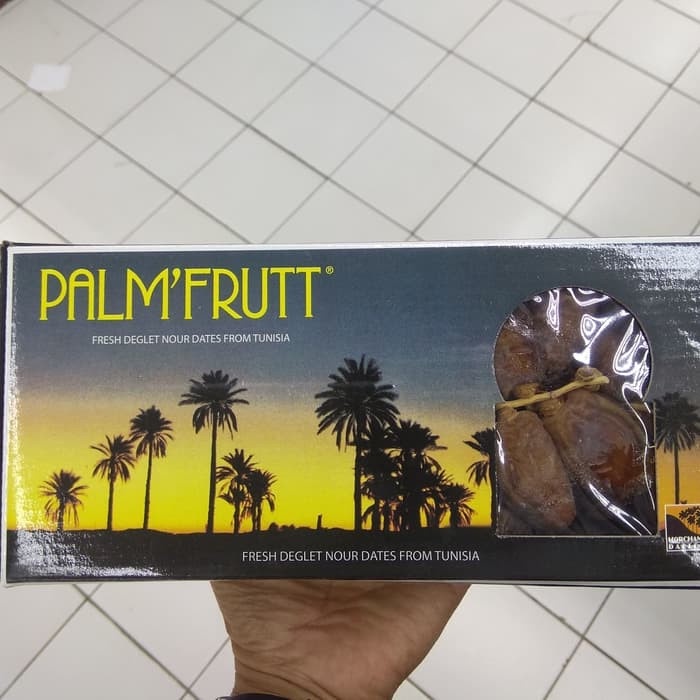 PALM'FRUTT®
FRESH DEGLET NOUR DATES FROM TUNISIA
FRESH DEGLET NOUR DATES FROM TUNISIA